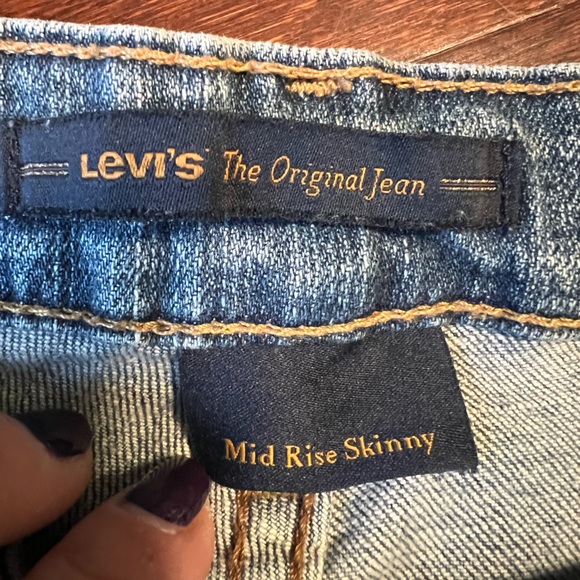 Levi's The Original Jean
Mid Rise Skinny